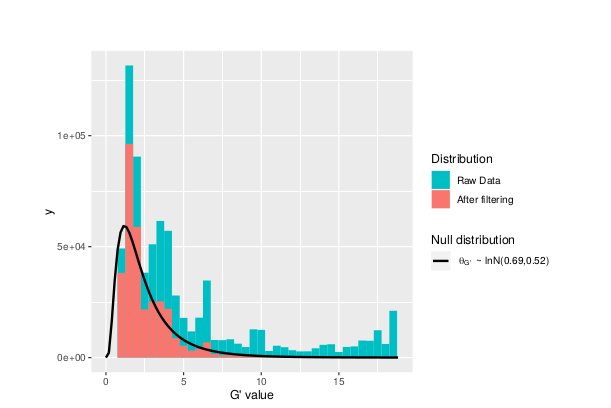 Distribution
Raw Data
After filtering
Null distribution
θG' ~ lnN(0.69,0.52)
y
1e+05
5e+04
0e+00
0 5 10 15
G' value